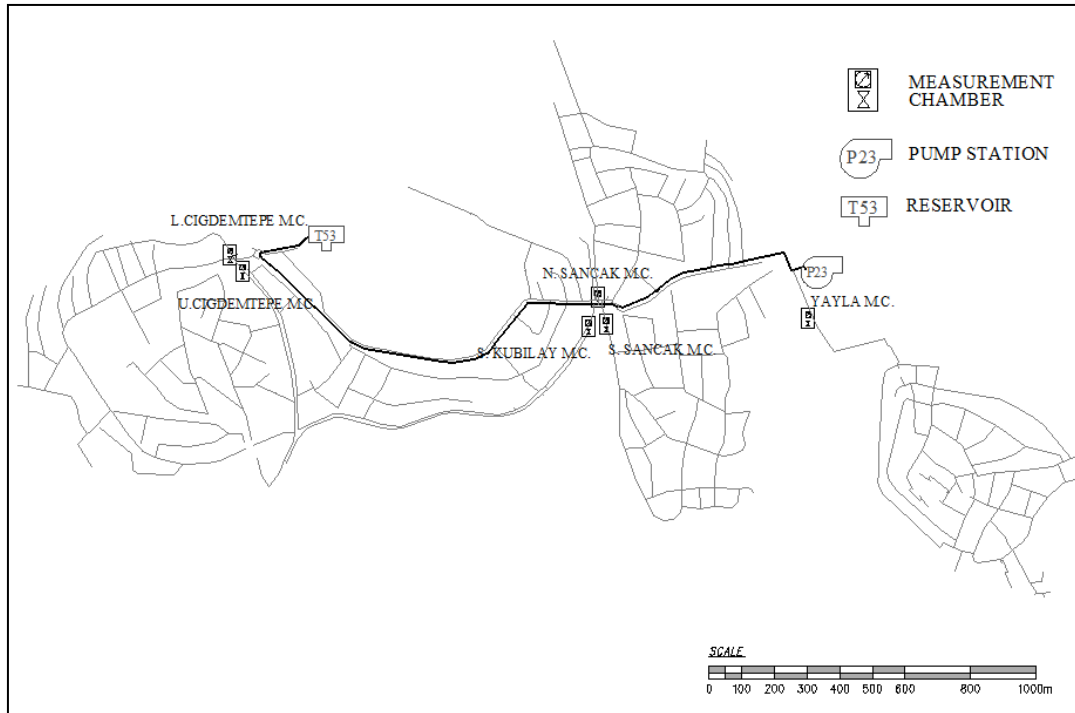 MEASUREMENT
CHAMBER
P23
PUMP STATION
T53
RESERVOIR
L.CIGDEMTEPE M.C.
T53
U.CIGDEMTEPE M.C.
N. SANCAK M.C.
P23
YAYLA M.C.
S. KUBILAY M.C.
S. SANCAK M.C.
SCALE
0 100 200 300 400 500 600 800 1000m